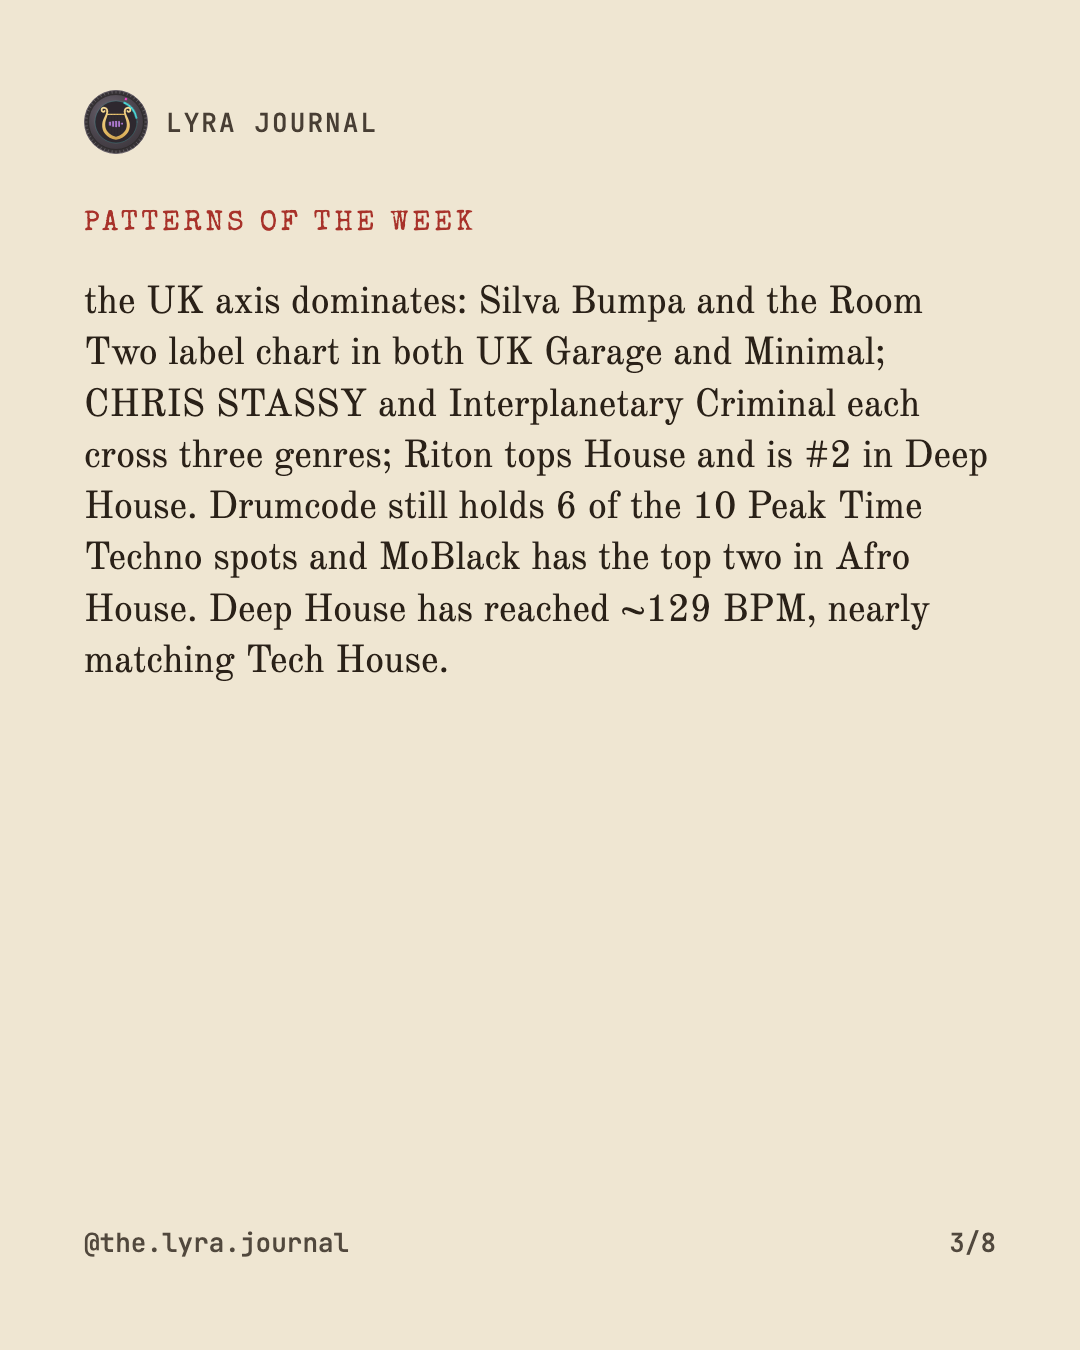 LYRA JOURNAL
PATTERNS OF THE WEEK
the UK axis dominates: Silva Bumpa and the Room
Two label chart in both UK Garage and Minimal;
CHRIS STASSY and Interplanetary Criminal each
cross three genres; Riton tops House and is #2 in Deep
House. Drumcode still holds 6 of the 10 Peak Time
Techno spots and MoBlack has the top two in Afro
House. Deep House has reached ~129 BPM, nearly
matching Tech House.
@the.lyra.journal
3/8